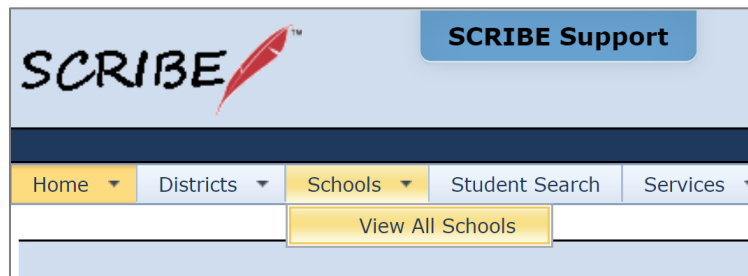 SCRIBE™
SCRIBE Support
Home Districts Schools Student Search Services
View All Schools